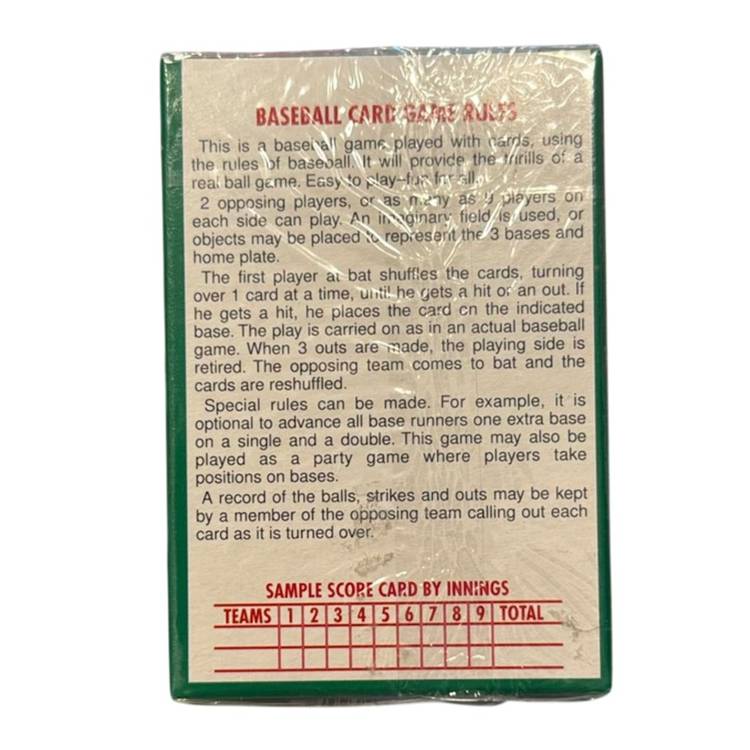 BASEBALL CARD GAME RULES
This is a baseball game played with cards, using
the rules of baseball. It will provide the thrills of a
real ball game. Easy to play–fun for all.
2 opposing players, or as many as 9 players on
each side can play. An imaginary field is used, or
objects may be placed to represent the 3 bases and
home plate.
The first player at bat shuffles the cards, turning
over 1 card at a time, until he gets a hit or an out. If
he gets a hit, he places the card on the indicated
base. The play is carried on as in an actual baseball
game. When 3 outs are made, the playing side is
retired. The opposing team comes to bat and the
cards are reshuffled.
Special rules can be made. For example, it is
optional to advance all base runners one extra base
on a single and a double. This game may also be
played as a party game where players take
positions on bases.
A record of the balls, strikes and outs may be kept
by a member of the opposing team calling out each
card as it is turned over.
SAMPLE SCORE CARD BY INNINGS
TEAMS 1 2 3 4 5 6 7 8 9 TOTAL